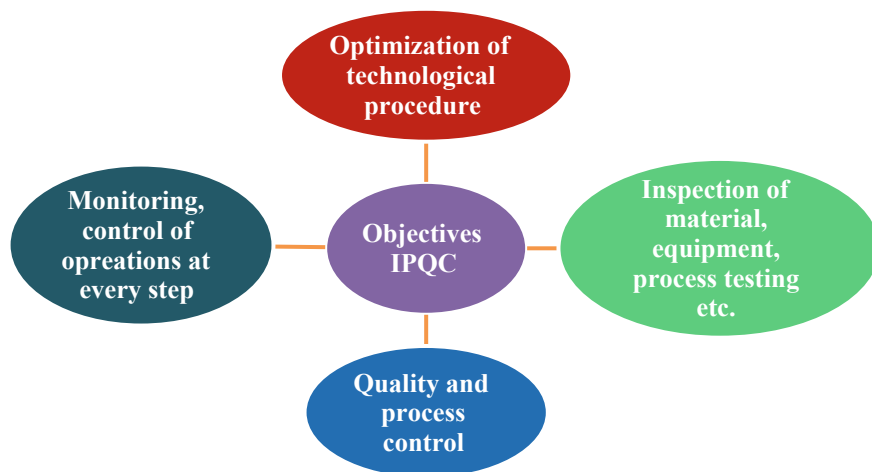 Optimization of
technological
procedure
Monitoring,
control of
opreations at
every step
Objectives
IPQC
Inspection of
material,
equipment,
process testing
etc.
Quality and
process
control